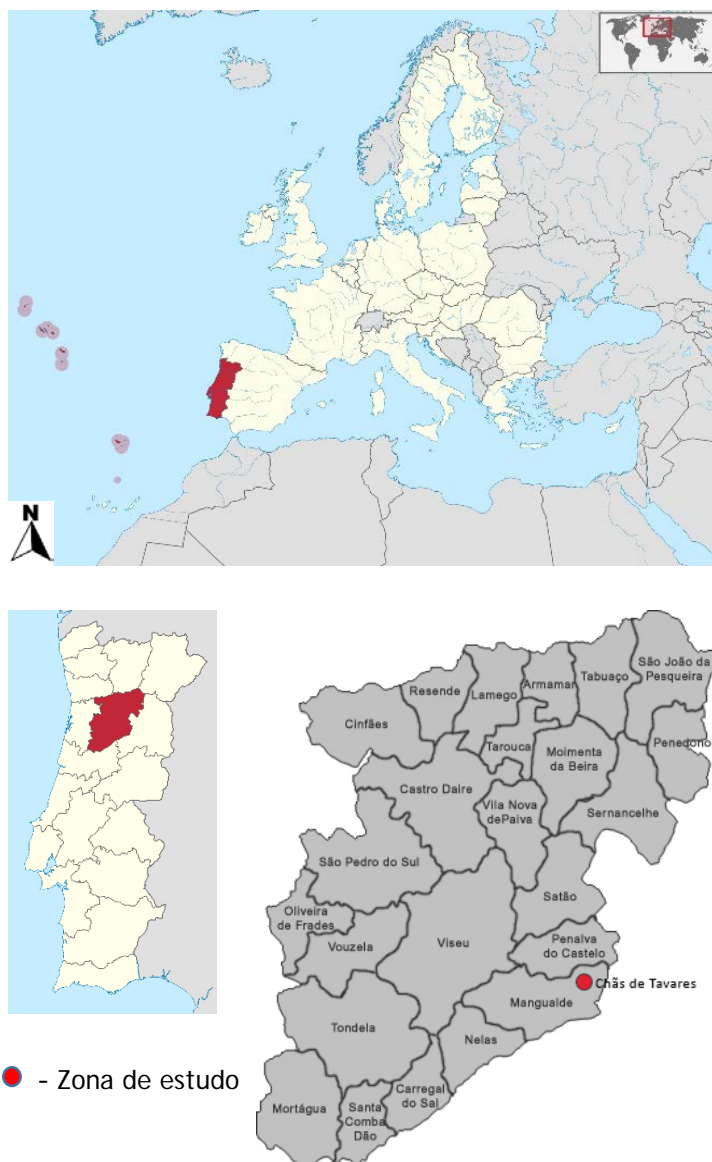 N
São João da
Pesqueira
Tabuaço
Armamar
Lamego
Resende
Cinfães
Tarouca
Moimenta
da Beira
Penedono
Castro Daire
Vila Nova
dePaiva
Sernancelhe
São Pedro do Sul
Satão
Oliveira
de Frades
Vouzela
Viseu
Penalva
do Castelo
Chãs de Tavares
Mangualde
Tondela
Nelas
- Zona de estudo
Carregal
do Sal
Mortágua
Santa
Comba
Dão